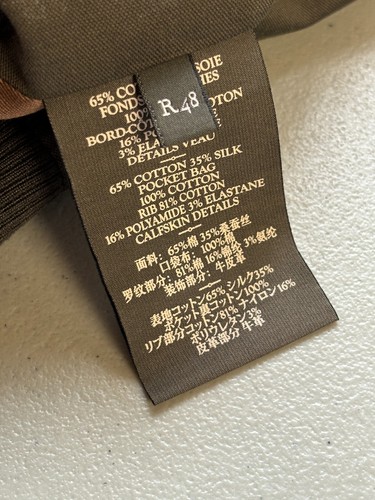 SOIE
65% CO
FONDS
100% OTON
BORD-CO
16% PO
3% ELA
DÉTAILS VEAU
R 48
65% COTTON 35% SILK
POCKET BAG
100% COTTON
RIB 81% COTTON
16% POLYAMIDE 3% ELASTANE
CALFSKIN DETAILS
面料：65%棉 35%桑蚕丝
口袋布：100%棉
罗纹部分：81%棉 16%锦纶 3%氨纶
装饰部分：牛皮革
表地コットン65% シルク35%
ポケット裏コットン100%
リブ部分コットン81% ナイロン16%
ポリウレタン3%
皮革部分 牛革